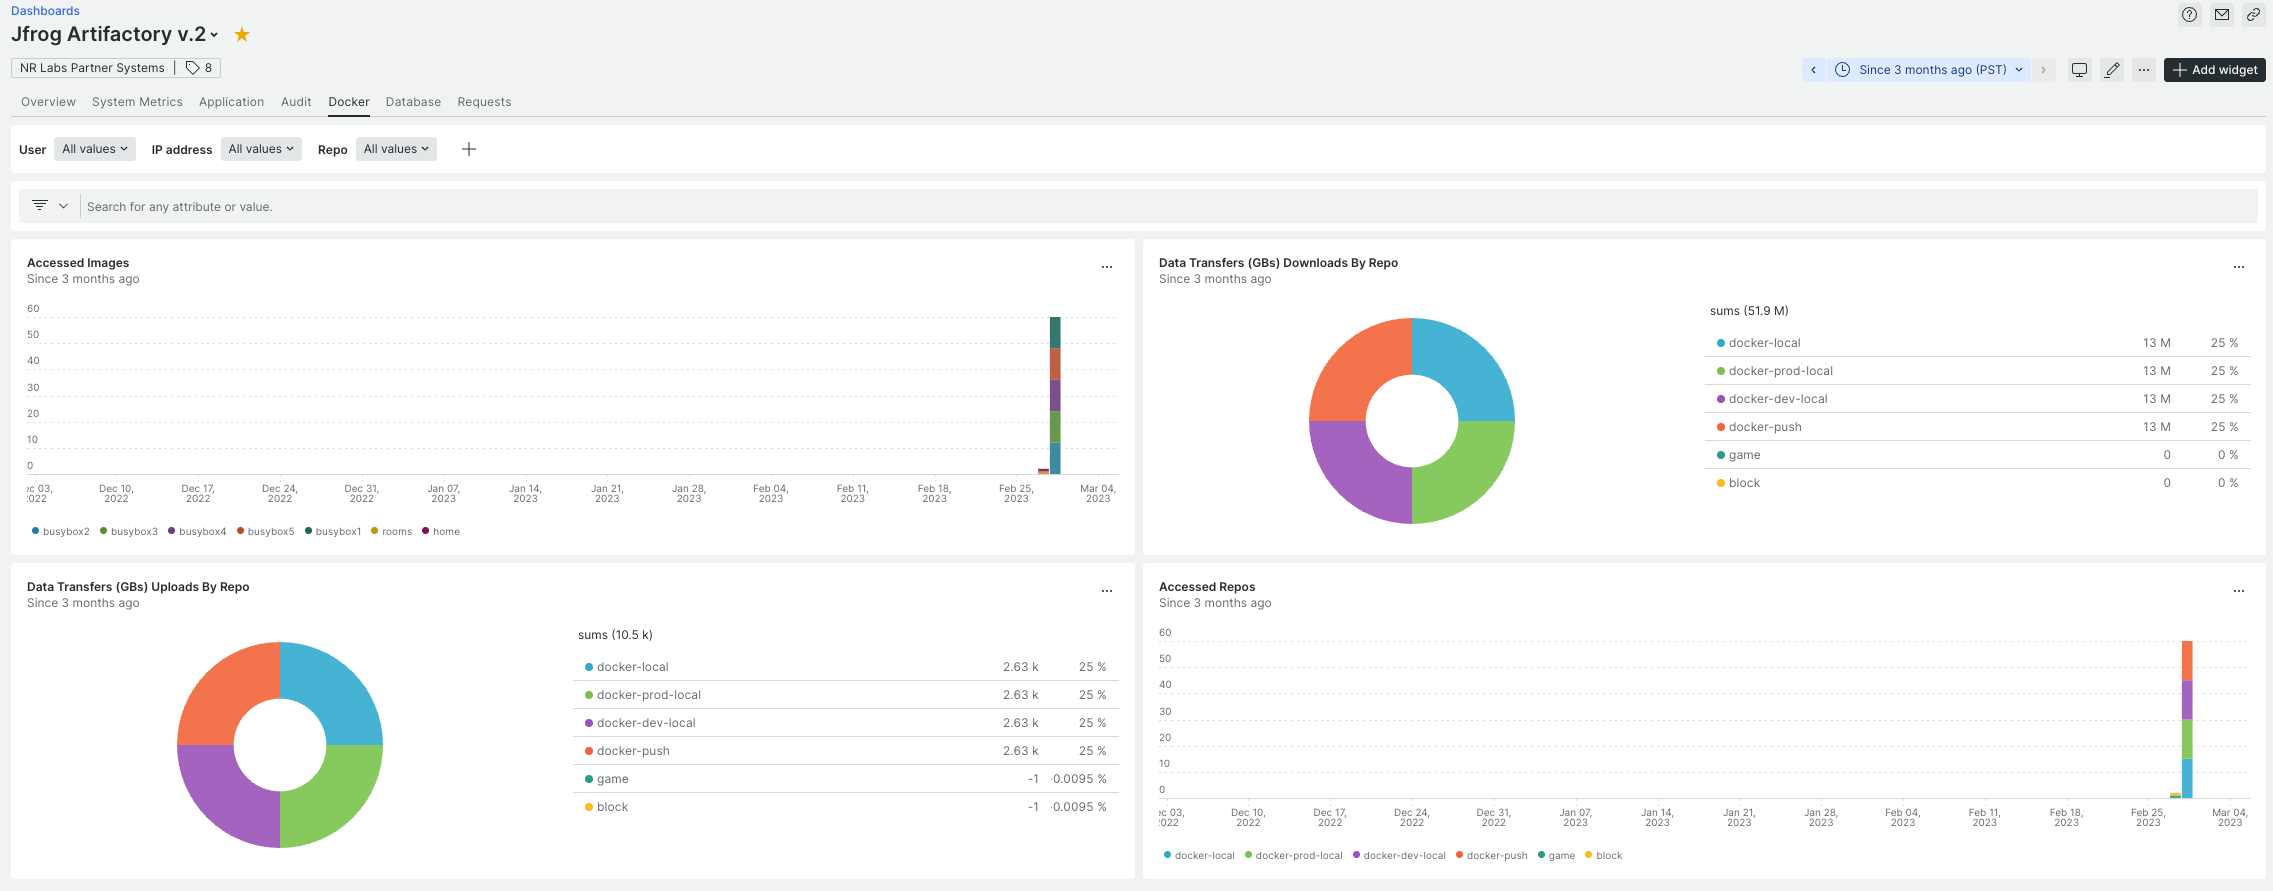 Dashboards
Jfrog Artifactory v.2
NR Labs Partner Systems | 8
Since 3 months ago (PST)
Add widget
Overview System Metrics Application Audit Docker Database Requests
User All values IP address All values Repo All values
Search for any attribute or value.
Accessed Images
Since 3 months ago
60
50
40
30
20
10
0
Dec 10, 2022
Dec 17, 2022
Dec 24, 2022
Dec 31, 2022
Jan 07, 2023
Jan 14, 2023
Jan 21, 2023
Jan 28, 2023
Feb 04, 2023
Feb 11, 2023
Feb 18, 2023
Feb 25, 2023
Mar 04, 2023
busybox2 busybox3 busybox4 busybox5 busybox1 rooms home
Data Transfers (GBs) Downloads By Repo
Since 3 months ago
sums (51.9 M)
docker-local 13 M 25 %
docker-prod-local 13 M 25 %
docker-dev-local 13 M 25 %
docker-push 13 M 25 %
game 0 0 %
block 0 0 %
Data Transfers (GBs) Uploads By Repo
Since 3 months ago
sums (10.5 k)
docker-local 2.63 k 25 %
docker-prod-local 2.63 k 25 %
docker-dev-local 2.63 k 25 %
docker-push 2.63 k 25 %
game -1 0.0095 %
block -1 0.0095 %
Accessed Repos
Since 3 months ago
60
50
40
30
20
10
0
Dec 10, 2022
Dec 17, 2022
Dec 24, 2022
Dec 31, 2022
Jan 07, 2023
Jan 14, 2023
Jan 21, 2023
Jan 28, 2023
Feb 04, 2023
Feb 11, 2023
Feb 18, 2023
Feb 25, 2023
Mar 04, 2023
docker-local docker-prod-local docker-dev-local docker-push game block